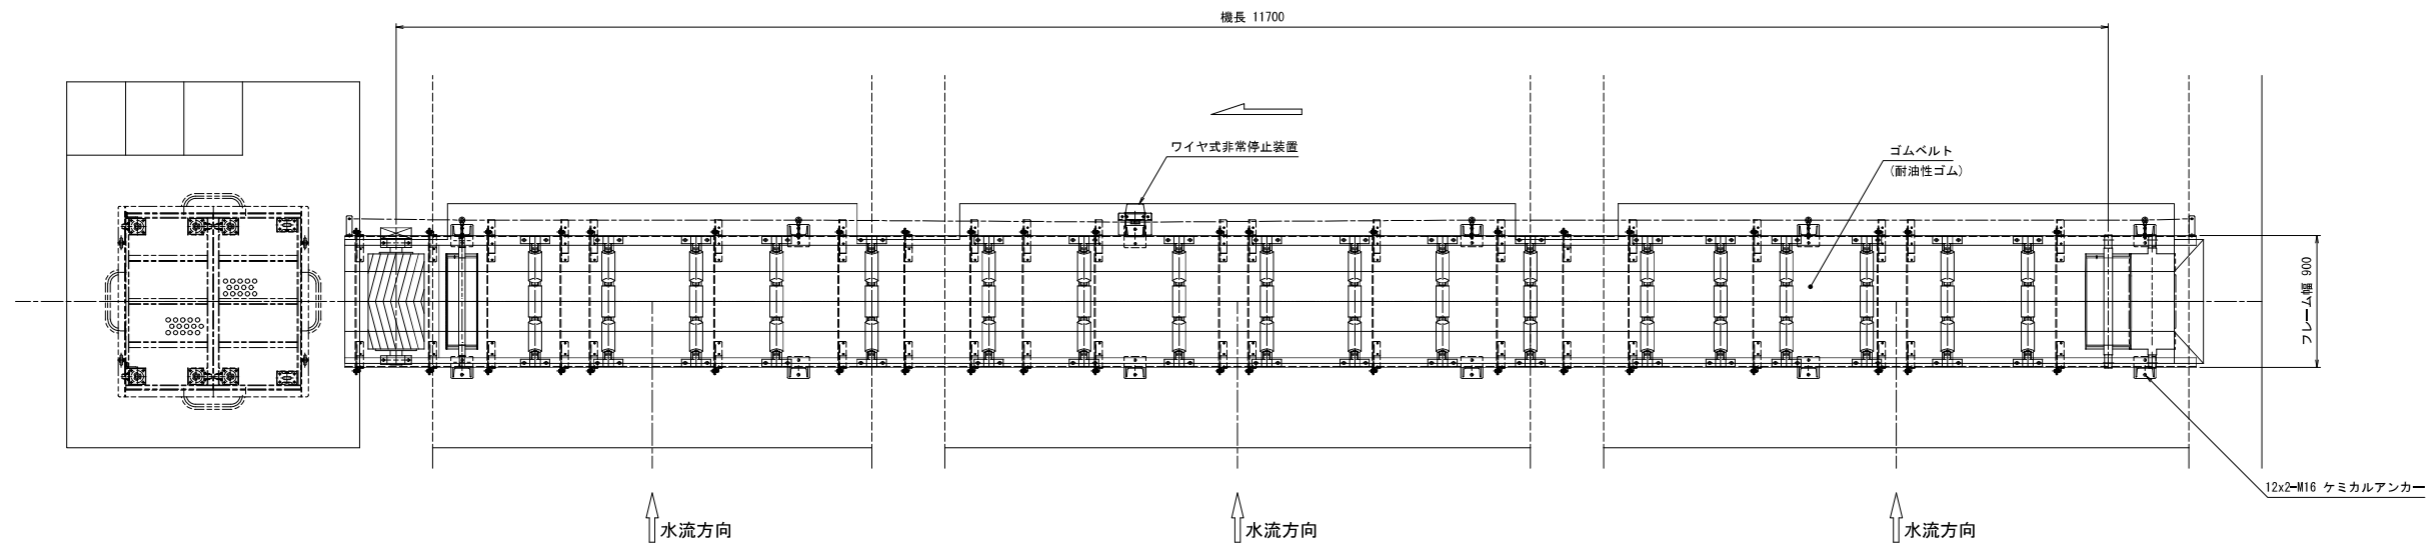 機長 11700
ワイヤ式非常停止装置
ゴムベルト
(耐油性ゴム)
フレーム幅 900
12x2-M16 ケミカルアンカー
水流方向
水流方向
水流方向